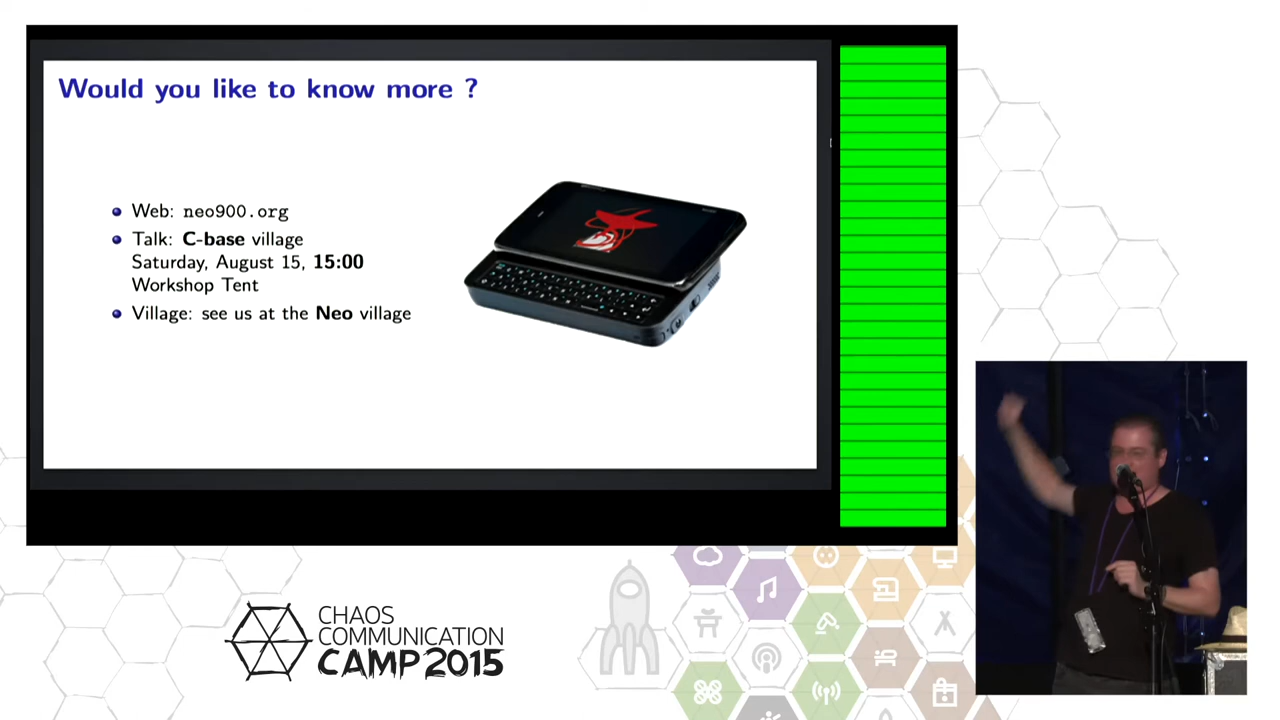 Would you like to know more ?
Web: neo900.org
Talk: C-base village
Saturday, August 15, 15:00
Workshop Tent
Village: see us at the Neo village
CHAOS
COMMUNICATION
CAMP 2015